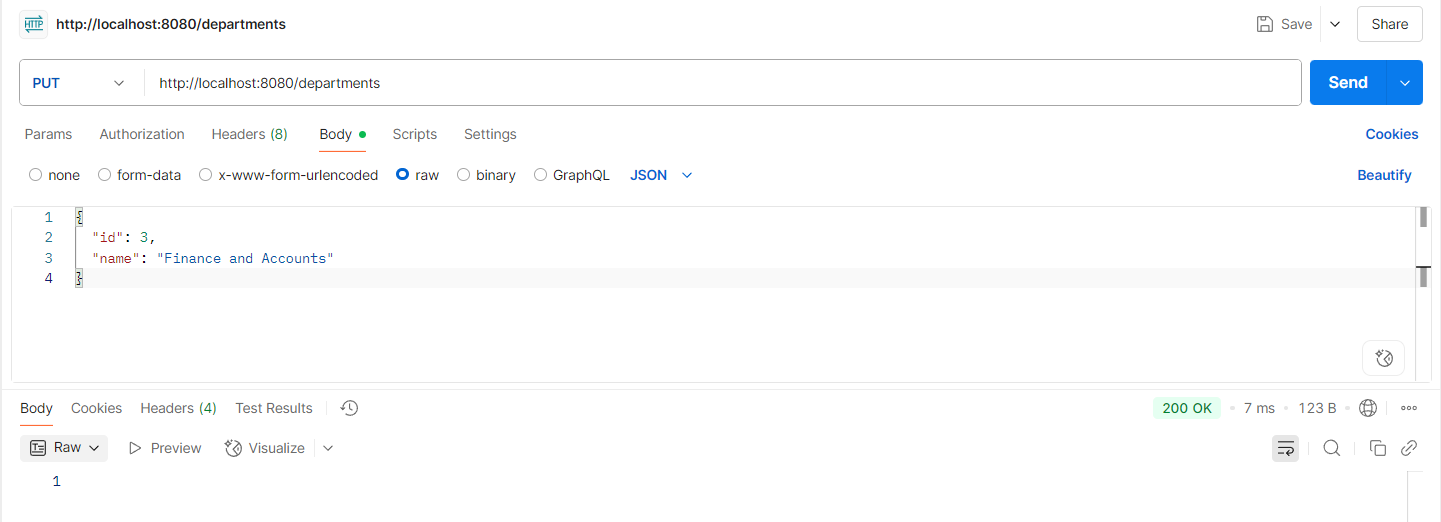 HTTP http://localhost:8080/departments Save Share
PUT http://localhost:8080/departments Send
Params Authorization Headers (8) Body Scripts Settings Cookies
none form-data x-www-form-urlencoded raw binary GraphQL JSON Beautify
1 {
2 "id": 3,
3 "name": "Finance and Accounts"
4 }
Body Cookies Headers (4) Test Results 200 OK • 7 ms • 123 B •
Raw Preview Visualize
1